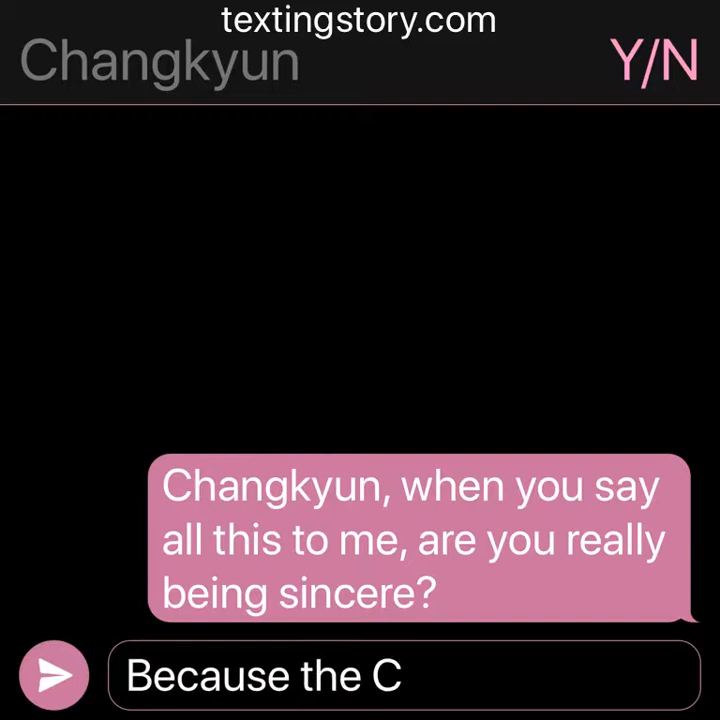 textingstory.com
Changkyun
Y/N
Changkyun, when you say
all this to me, are you really
being sincere?
Because the C